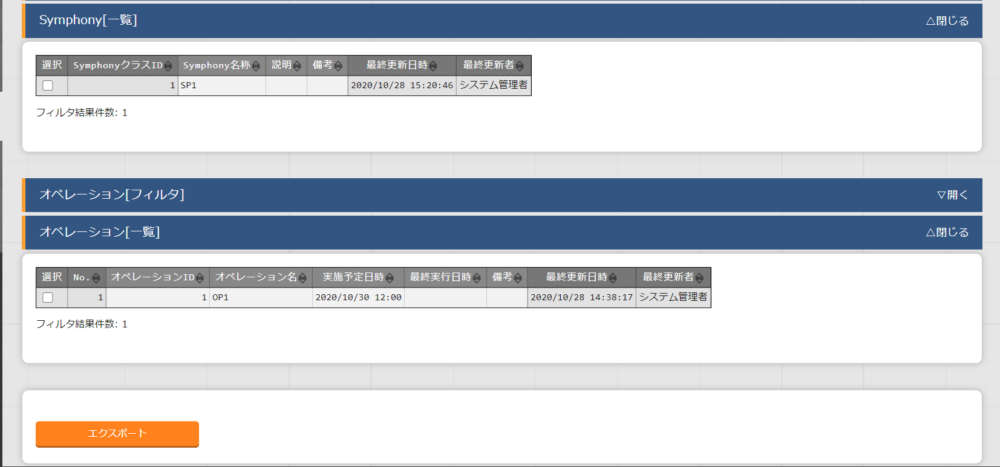 Symphony[一覧] △閉じる
選択 SymphonyクラスID Symphony名称 説明 備考 最終更新日時 最終更新者
1 SP1 2020/10/28 15:20:46 システム管理者
フィルタ結果件数: 1
オペレーション[フィルタ] ▽開く
オペレーション[一覧] △閉じる
選択 No. オペレーションID オペレーション名 実施予定日時 最終実行日時 備考 最終更新日時 最終更新者
1 1 OP1 2020/10/30 12:00 2020/10/28 14:38:17 システム管理者
フィルタ結果件数: 1
エクスポート